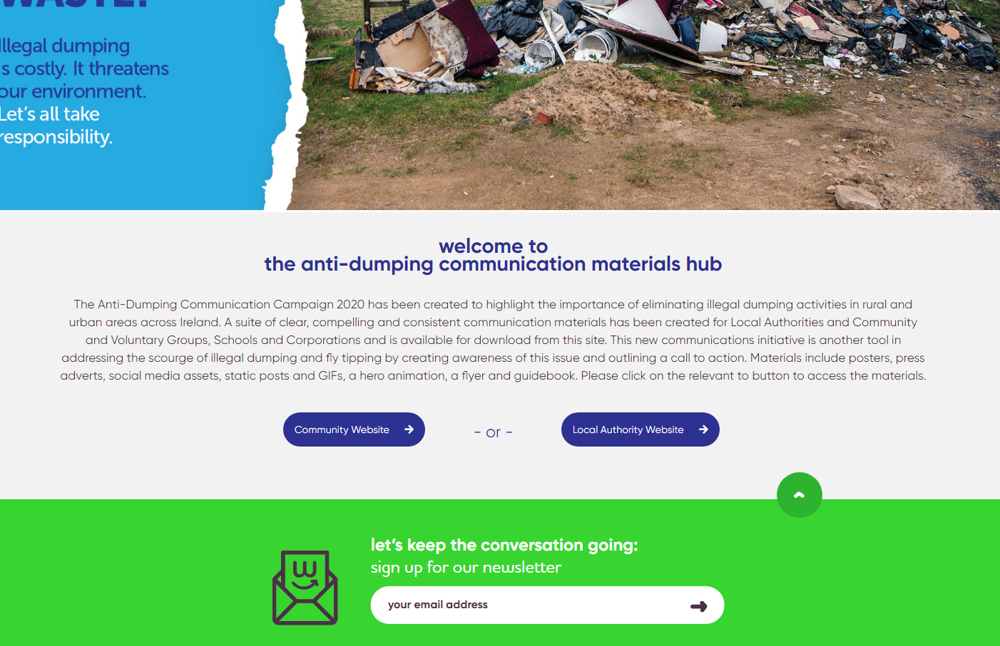 WASTE!
Illegal dumping
is costly. It threatens
our environment.
Let's all take
responsibility.
welcome to
the anti-dumping communication materials hub
The Anti-Dumping Communication Campaign 2020 has been created to highlight the importance of eliminating illegal dumping activities in rural and
urban areas across Ireland. A suite of clear, compelling and consistent communication materials has been created for Local Authorities and Community
and Voluntary Groups, Schools and Corporations and is available for download from this site. This new communications initiative is another tool in
addressing the scourge of illegal dumping and fly tipping by creating awareness of this issue and outlining a call to action. Materials include posters, press
adverts, social media assets, static posts and GIFs, a hero animation, a flyer and guidebook. Please click on the relevant to button to access the materials.
Community Website
- or -
Local Authority Website
let's keep the conversation going:
sign up for our newsletter
your email address